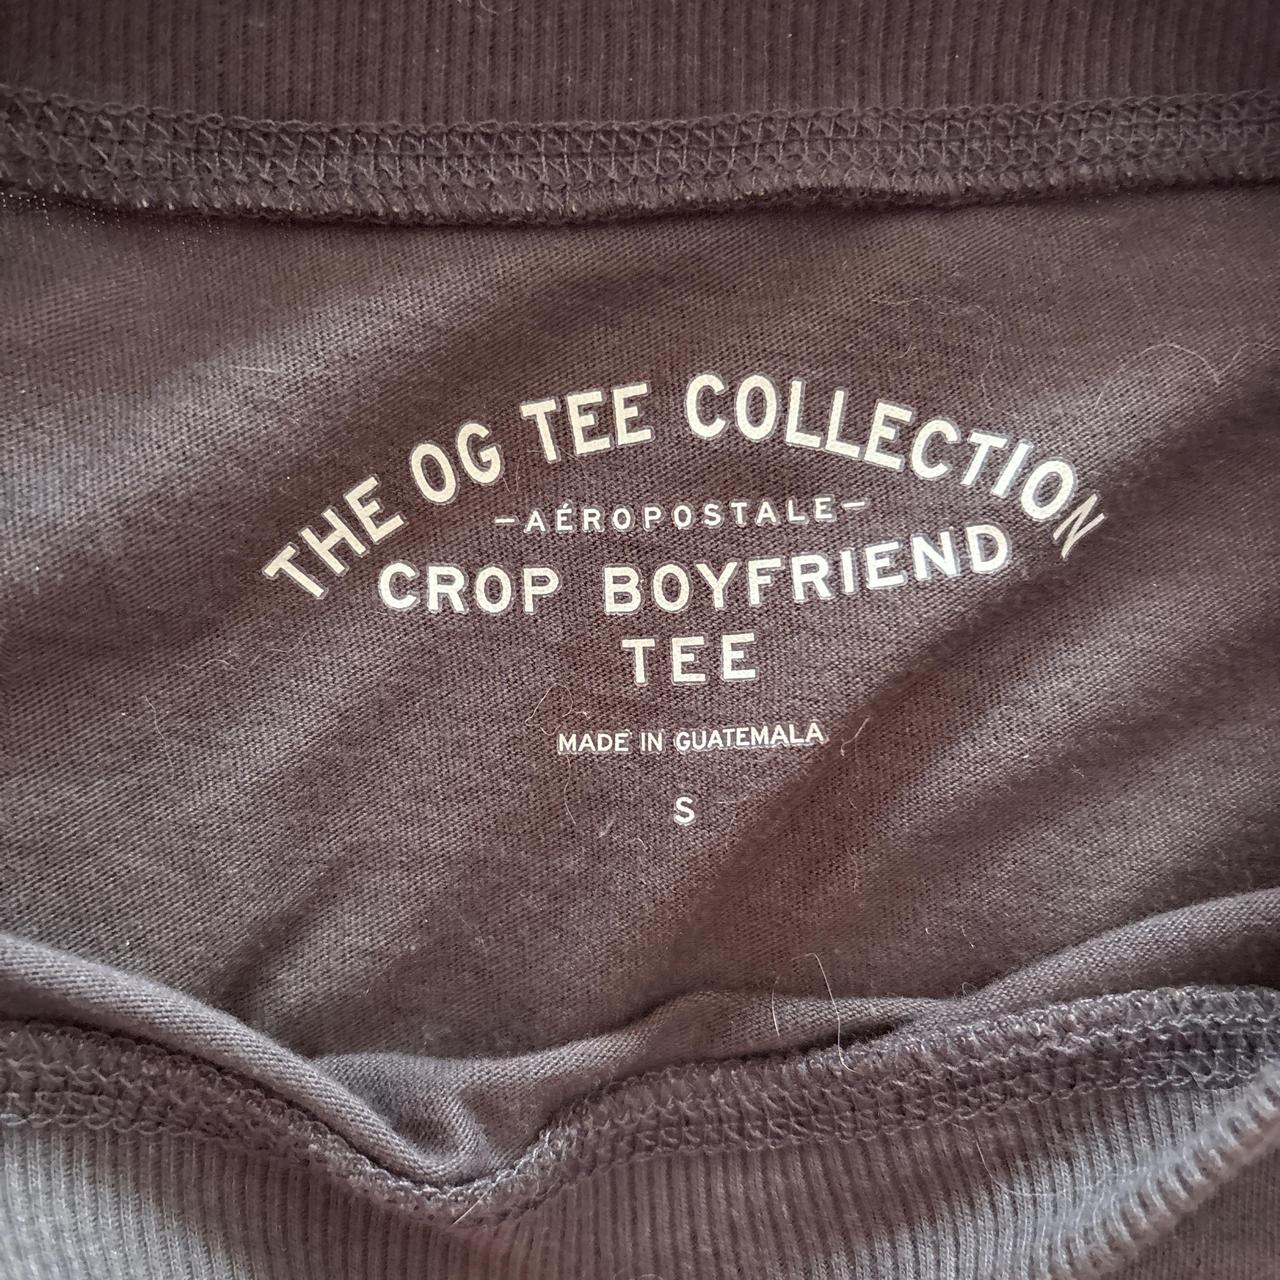 THE OG TEE COLLECTION
—AÉROPOSTALE—
CROP BOYFRIEND
TEE
MADE IN GUATEMALA
S